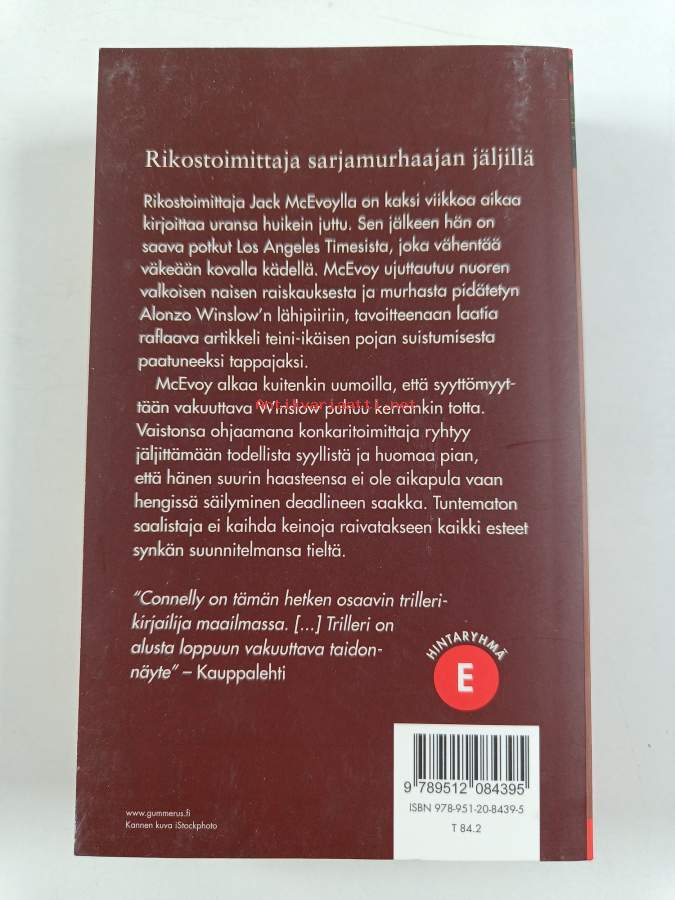 Rikostoimittaja sarjamurhaajan jäljillä
Rikostoimittaja Jack McEvoylla on kaksi viikkoa aikaa
kirjoittaa uransa huikein juttu. Sen jälkeen hän on
saava potkut Los Angeles Timesista, joka vähentää
väkeään kovalla kädellä. McEvoy ujuttautuu nuoren
valkoisen naisen raiskauksesta ja murhasta pidätetyn
Alonzo Winslow'n lähipiiriin, tavoitteenaan laatia
raflaava artikkeli teini-ikäisen pojan suistumisesta
paatuneeksi tappajaksi.
McEvoy alkaa kuitenkin uumoilla, että syyttömyyt-
tään vakuuttava Winslow puhuu kerrankin totta.
Antikvariaatti.net
Vaistonsa ohjaamana konkaritoimittaja ryhtyy
jäljittämään todellista syyllistä ja huomaa pian,
että hänen suurin haasteensa ei ole aikapula vaan
hengissä säilyminen deadlineen saakka. Tuntematon
saalistaja ei kaihda keinoja raivatakseen kaikki esteet
synkän suunnitelmansa tieltä.
"Connelly on tämän hetken osaavin trilleri-
kirjailija maailmassa. [...] Trilleri on
alusta loppuun vakuuttava taidon-
näyte" – Kauppalehti
HINTARYHMÄ
E
9 789512 084395
ISBN 978-951-20-8439-5
T 84.2
www.gummerus.fi
Kannen kuva iStockphoto